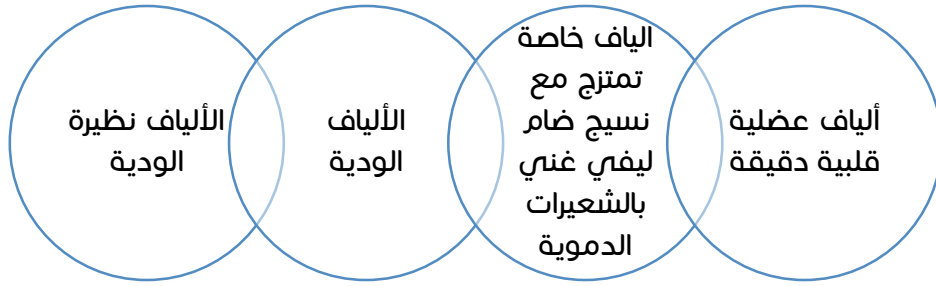 ألياف عضلية
قلبية دقيقة
الياف خاصة
تمتزج مع
نسيج ضام
ليفي غني
بالشعيرات
الدموية
الألياف
الودية
الألياف نظيرة
الودية